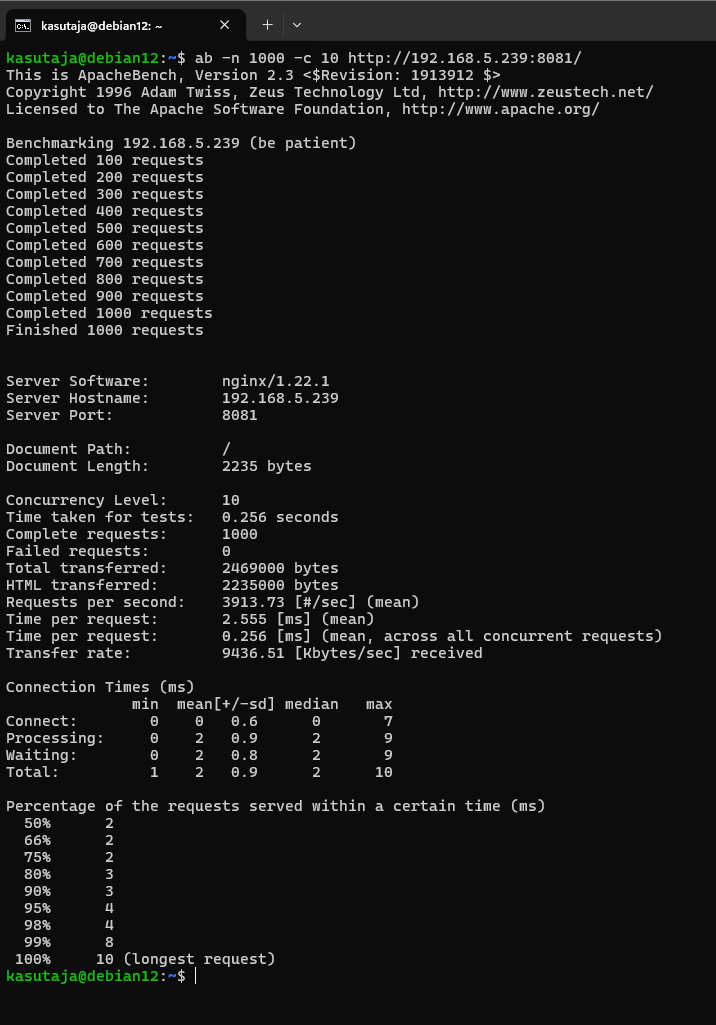 kasutaja@debian12: ~
kasutaja@debian12:~$ ab -n 1000 -c 10 http://192.168.5.239:8081/
This is ApacheBench, Version 2.3 <$Revision: 1913912 $>
Copyright 1996 Adam Twiss, Zeus Technology Ltd, http://www.zeustech.net/
Licensed to The Apache Software Foundation, http://www.apache.org/

Benchmarking 192.168.5.239 (be patient)
Completed 100 requests
Completed 200 requests
Completed 300 requests
Completed 400 requests
Completed 500 requests
Completed 600 requests
Completed 700 requests
Completed 800 requests
Completed 900 requests
Completed 1000 requests
Finished 1000 requests


Server Software:        nginx/1.22.1
Server Hostname:        192.168.5.239
Server Port:            8081

Document Path:          /
Document Length:        2235 bytes

Concurrency Level:      10
Time taken for tests:   0.256 seconds
Complete requests:      1000
Failed requests:        0
Total transferred:      2469000 bytes
HTML transferred:       2235000 bytes
Requests per second:    3913.73 [#/sec] (mean)
Time per request:       2.555 [ms] (mean)
Time per request:       0.256 [ms] (mean, across all concurrent requests)
Transfer rate:          9436.51 [Kbytes/sec] received

Connection Times (ms)
              min  mean[+/-sd] median   max
Connect:        0    0   0.6      0       7
Processing:     0    2   0.9      2       9
Waiting:        0    2   0.8      2       9
Total:          1    2   0.9      2      10

Percentage of the requests served within a certain time (ms)
  50%      2
  66%      2
  75%      2
  80%      3
  90%      3
  95%      4
  98%      4
  99%      8
 100%     10 (longest request)
kasutaja@debian12:~$